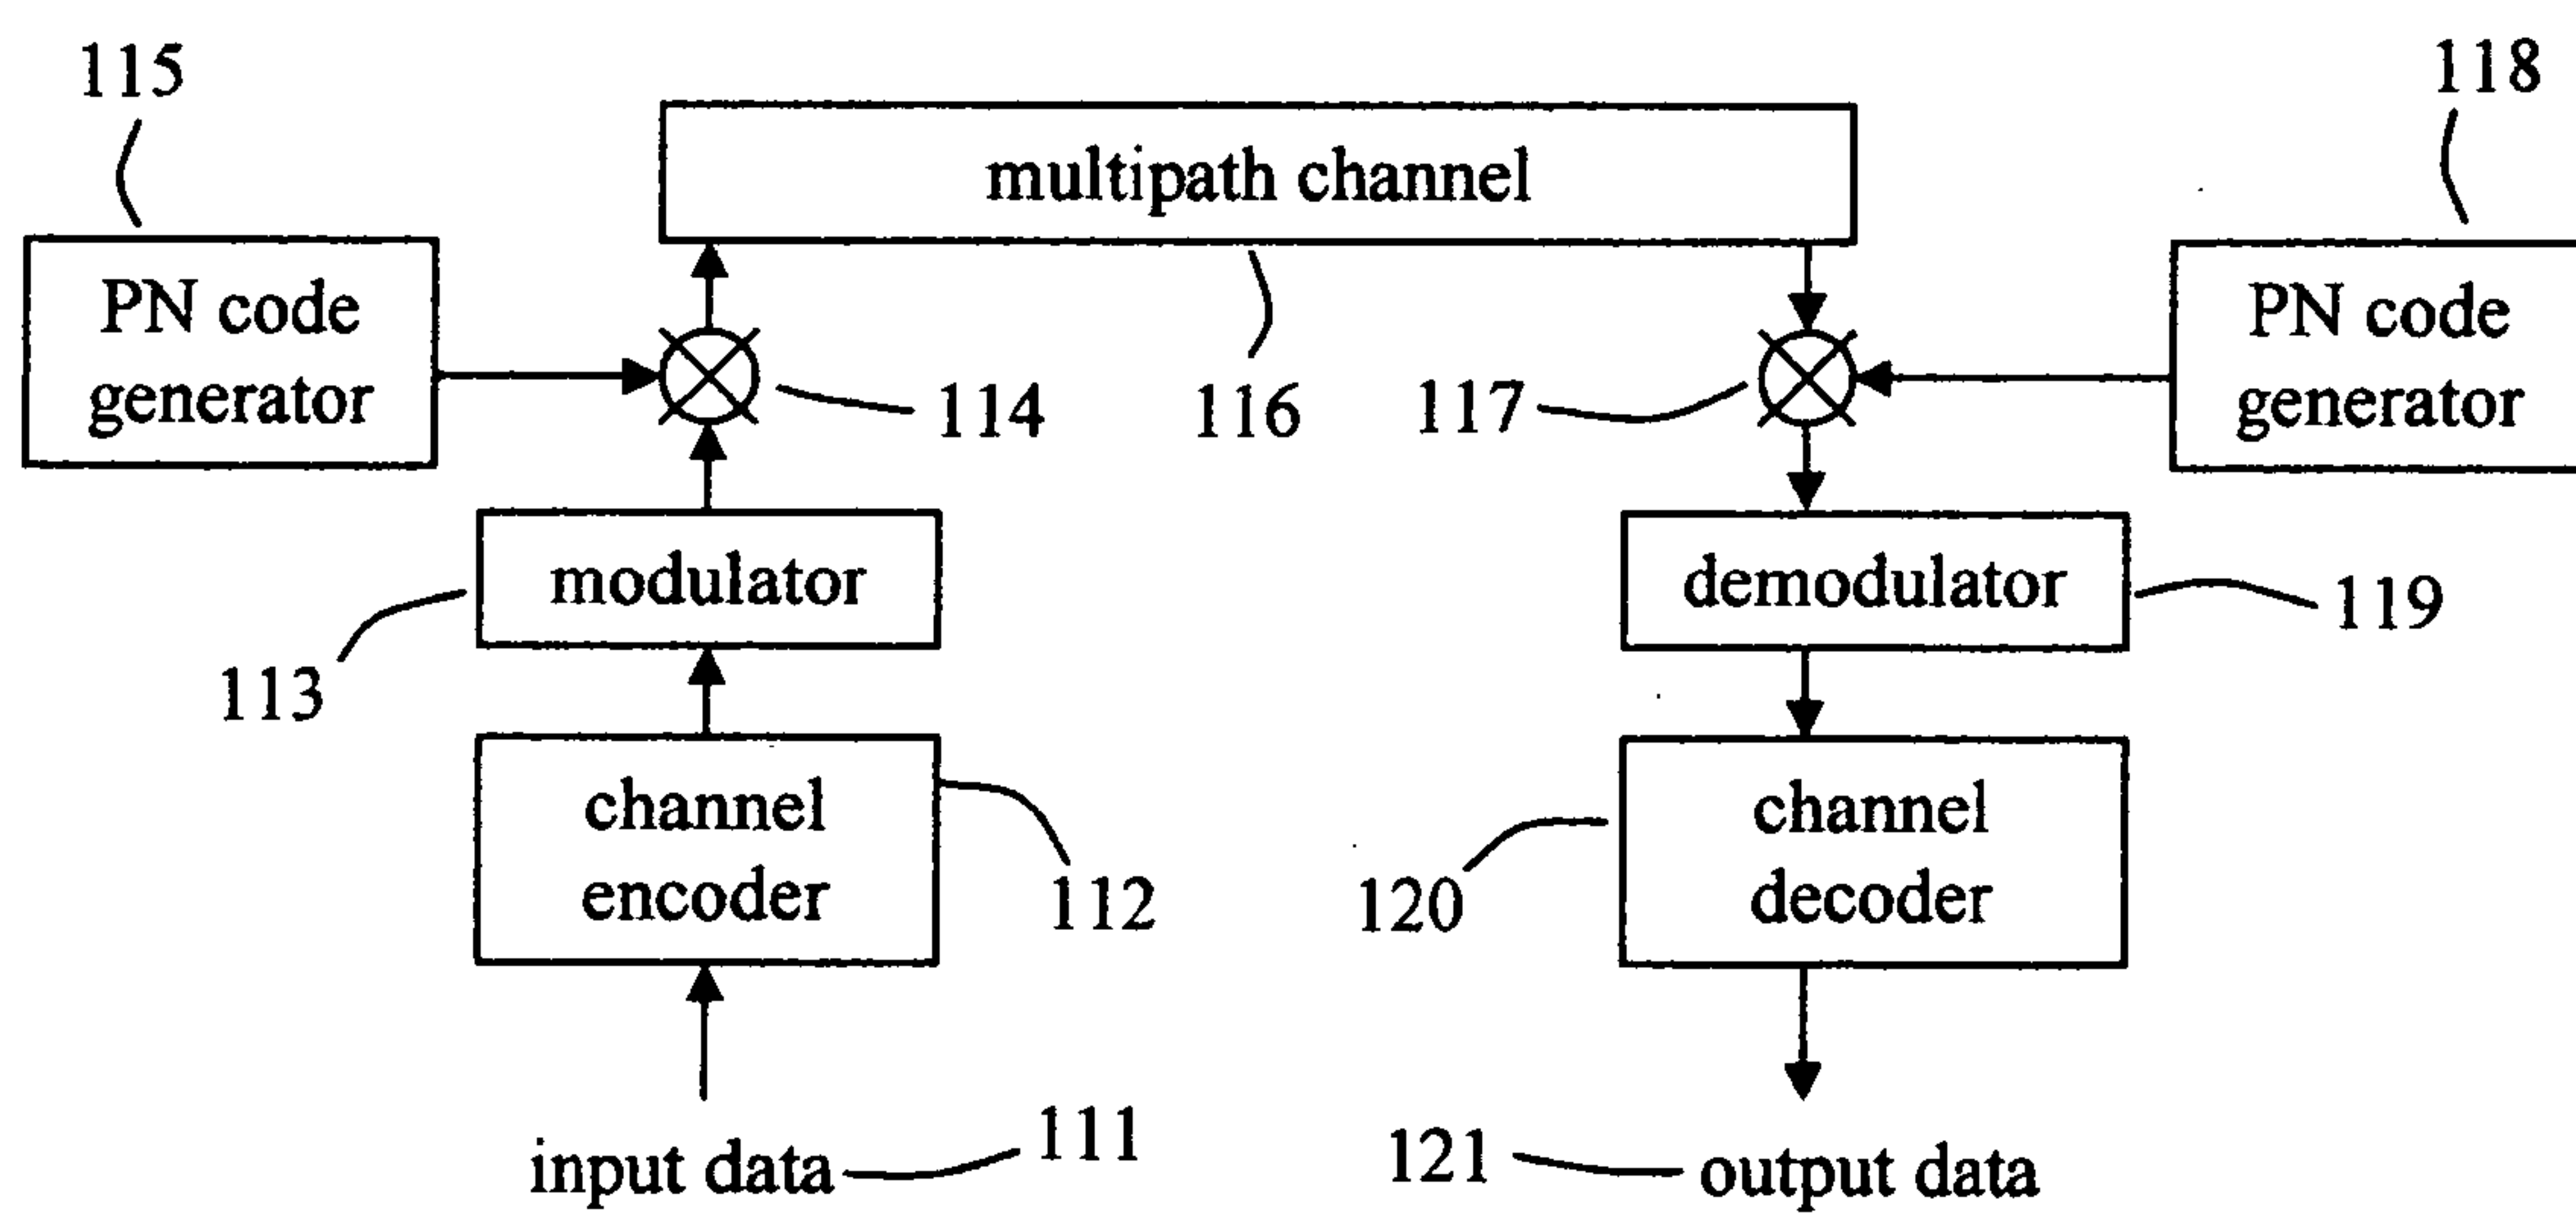 115
118
multipath channel
PN code
generator
PN code
generator
114
116
117
modulator
demodulator
113
119
channel
encoder
channel
decoder
112
120
111
input data
121
output data